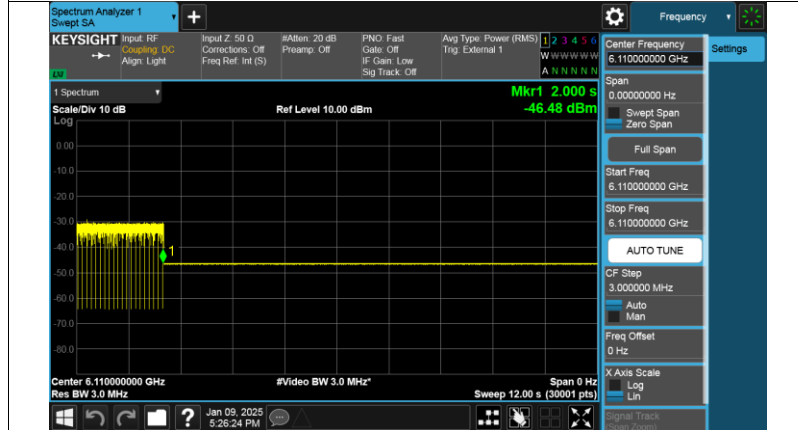 Spectrum Analyzer 1
Swept SA
Frequency
KEYSIGHT
Input: RF
Coupling: DC
Align: Light
Input Z: 50 Ω
Corrections: Off
Freq Ref: Int (S)
#Atten: 20 dB
Preamp: Off
PNO: Fast
Gate: Off
IF Gain: Low
Sig Track: Off
Avg Type: Power (RMS)
Trig: External 1
1 2 3 4 5 6
W W W W W W
A N N N N N
LXI
1 Spectrum
Mkr1 2.000 s
-46.48 dBm
Scale/Div 10 dB
Ref Level 10.00 dBm
Log
0.00
-10.0
-20.0
-30.0
-40.0
-50.0
-60.0
-70.0
-80.0
1
Center 6.110000000 GHz
Res BW 3.0 MHz
#Video BW 3.0 MHz*
Span 0 Hz
Sweep 12.00 s (30001 pts)
Jan 09, 2025
5:26:24 PM
Center Frequency
6.110000000 GHz
Settings
Span
0.00000000 Hz
Swept Span
Zero Span
Full Span
Start Freq
6.110000000 GHz
Stop Freq
6.110000000 GHz
AUTO TUNE
CF Step
3.000000 MHz
Auto
Man
Freq Offset
0 Hz
X Axis Scale
Log
Lin
Signal Track
(Span Zoom)